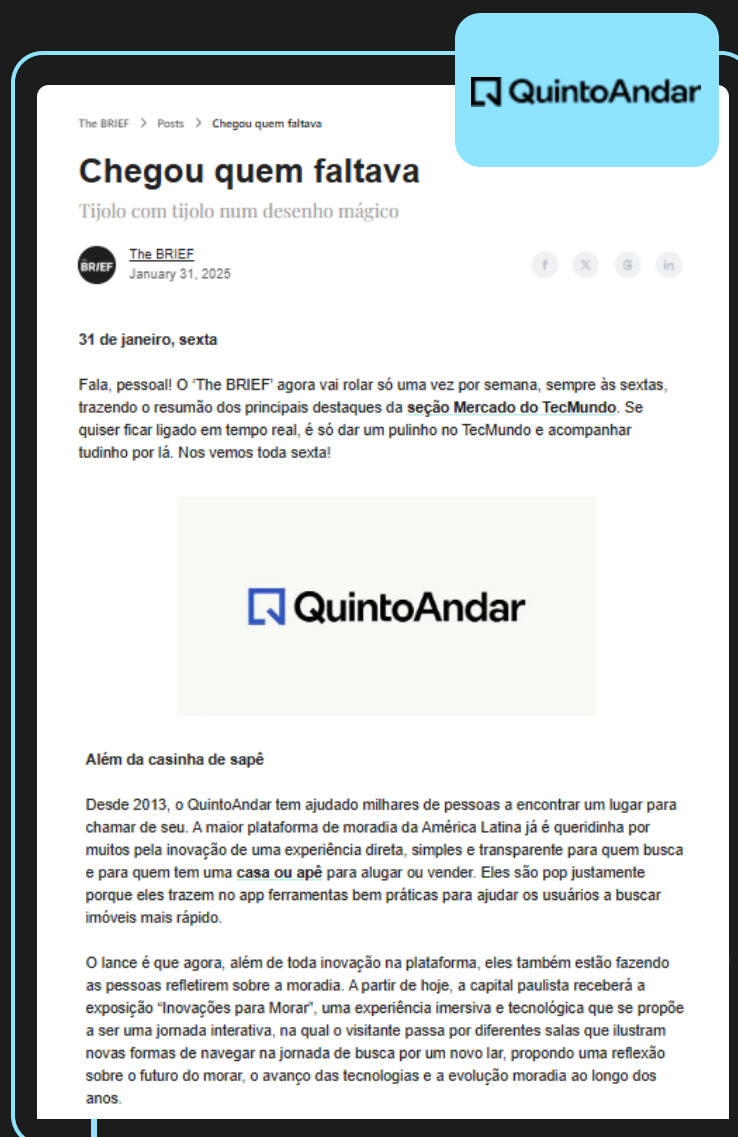 QuintoAndar
The BRIEF > Posts > Chegou quem faltava
Chegou quem faltava
Tijolo com tijolo num desenho mágico
BRIEF
The BRIEF
January 31, 2025
31 de janeiro, sexta
Fala, pessoal! O ‘The BRIEF’ agora vai rolar só uma vez por semana, sempre às sextas,
trazendo o resumão dos principais destaques da seção Mercado do TecMundo. Se
quiser ficar ligado em tempo real, é só dar um pulinho no TecMundo e acompanhar
tudinho por lá. Nos vemos toda sexta!
QuintoAndar
Além da casinha de sapê
Desde 2013, o QuintoAndar tem ajudado milhares de pessoas a encontrar um lugar para
chamar de seu. A maior plataforma de moradia da América Latina já é queridinha por
muitos pela inovação de uma experiência direta, simples e transparente para quem busca
e para quem tem uma casa ou apê para alugar ou vender. Eles são pop justamente
porque eles trazem no app ferramentas bem práticas para ajudar os usuários a buscar
imóveis mais rápido.
O lance é que agora, além de toda inovação na plataforma, eles também estão fazendo
as pessoas refletirem sobre a moradia. A partir de hoje, a capital paulista receberá a
exposição “Inovações para Morar”, uma experiência imersiva e tecnológica que se propõe
a ser uma jornada interativa, na qual o visitante passa por diferentes salas que ilustram
novas formas de navegar na jornada de busca por um novo lar, propondo uma reflexão
sobre o futuro do morar, o avanço das tecnologias e a evolução moradia ao longo dos
anos.